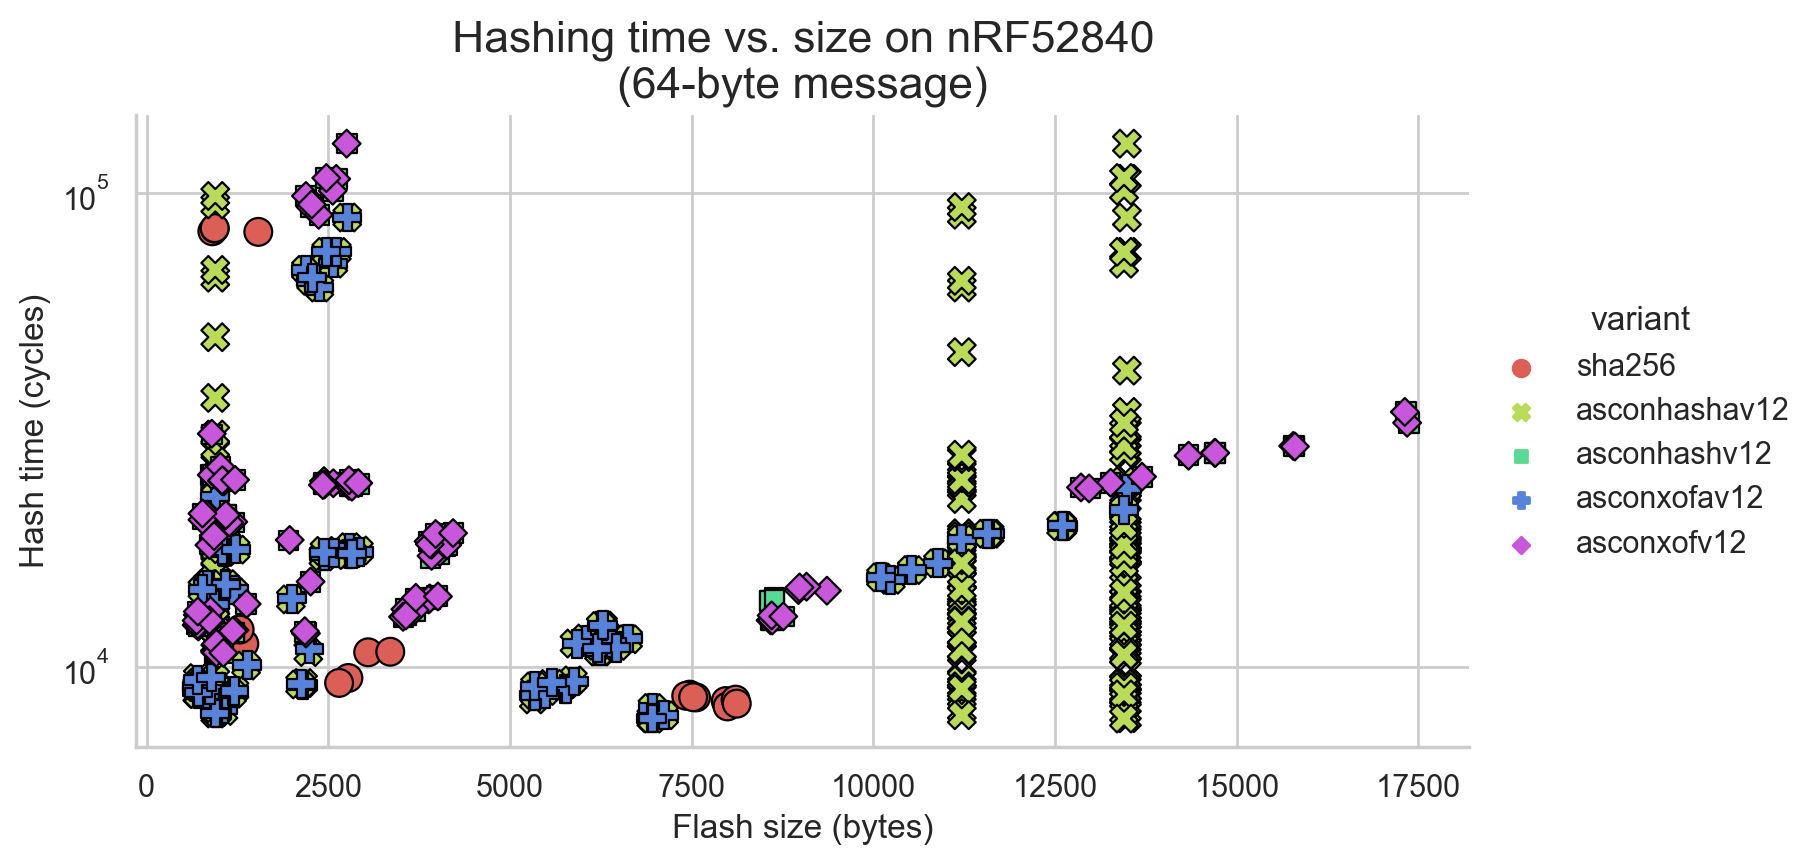 Hashing time vs. size on nRF52840
(64-byte message)
Hash time (cycles)
10^5
10^4
0 2500 5000 7500 10000 12500 15000 17500
Flash size (bytes)
variant
sha256
asconhashav12
asconhashv12
asconxofav12
asconxofv12